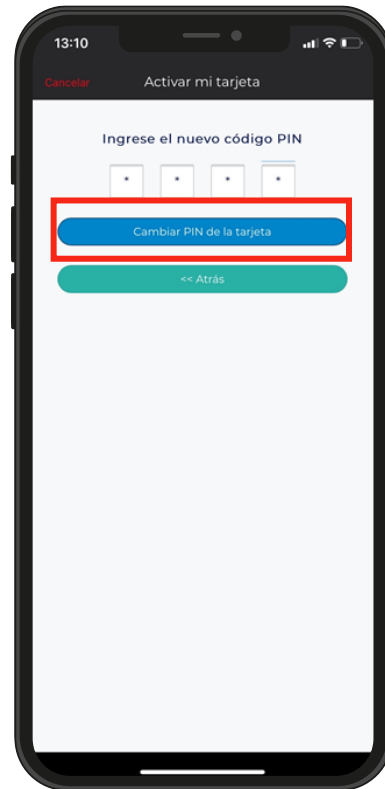 13:10
Cancelar Activar mi tarjeta
Ingrese el nuevo código PIN
* * * *
Cambiar PIN de la tarjeta
<< Atrás